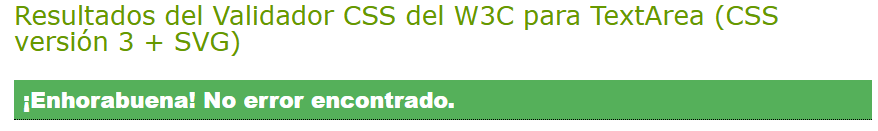 Resultados del Validador CSS del W3C para TextArea (CSS
versión 3 + SVG)
¡Enhorabuena! No error encontrado.